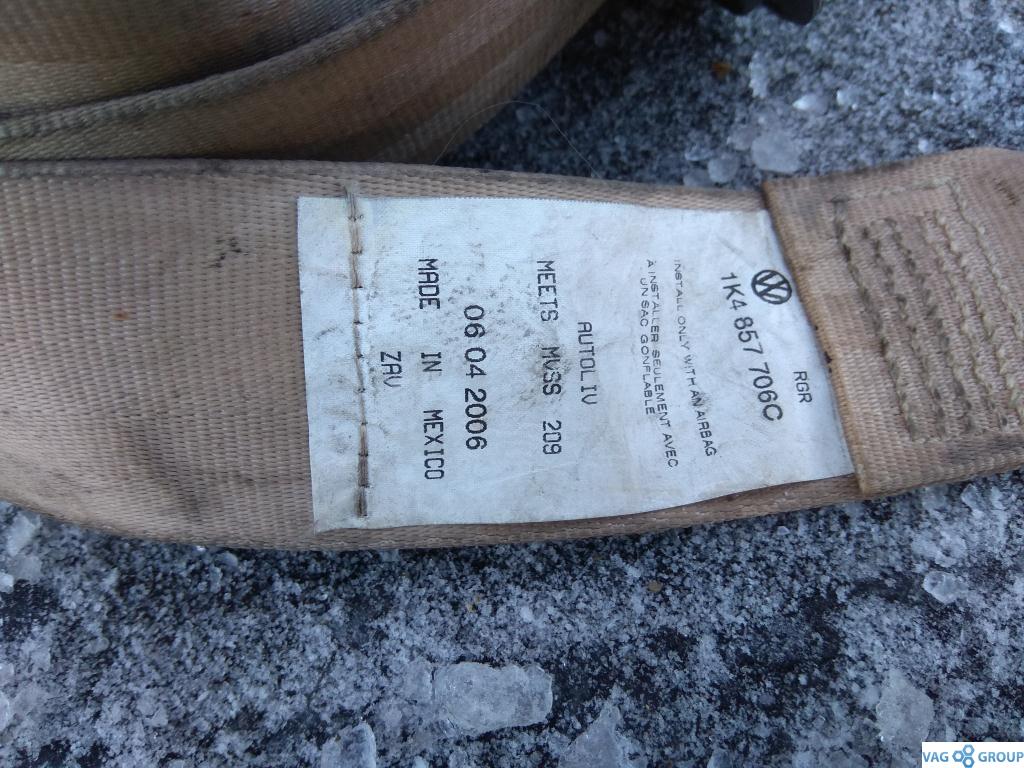 RGR
1K4 857 706C
INSTALL ONLY WITH AN AIRBAG
À INSTALLER SEULEMENT AVEC
UN SAC GONFLABLE
AUTOLIV
MEETS MVSS 209
06 04 2006
MADE IN MEXICO
ZAV
VAG GROUP